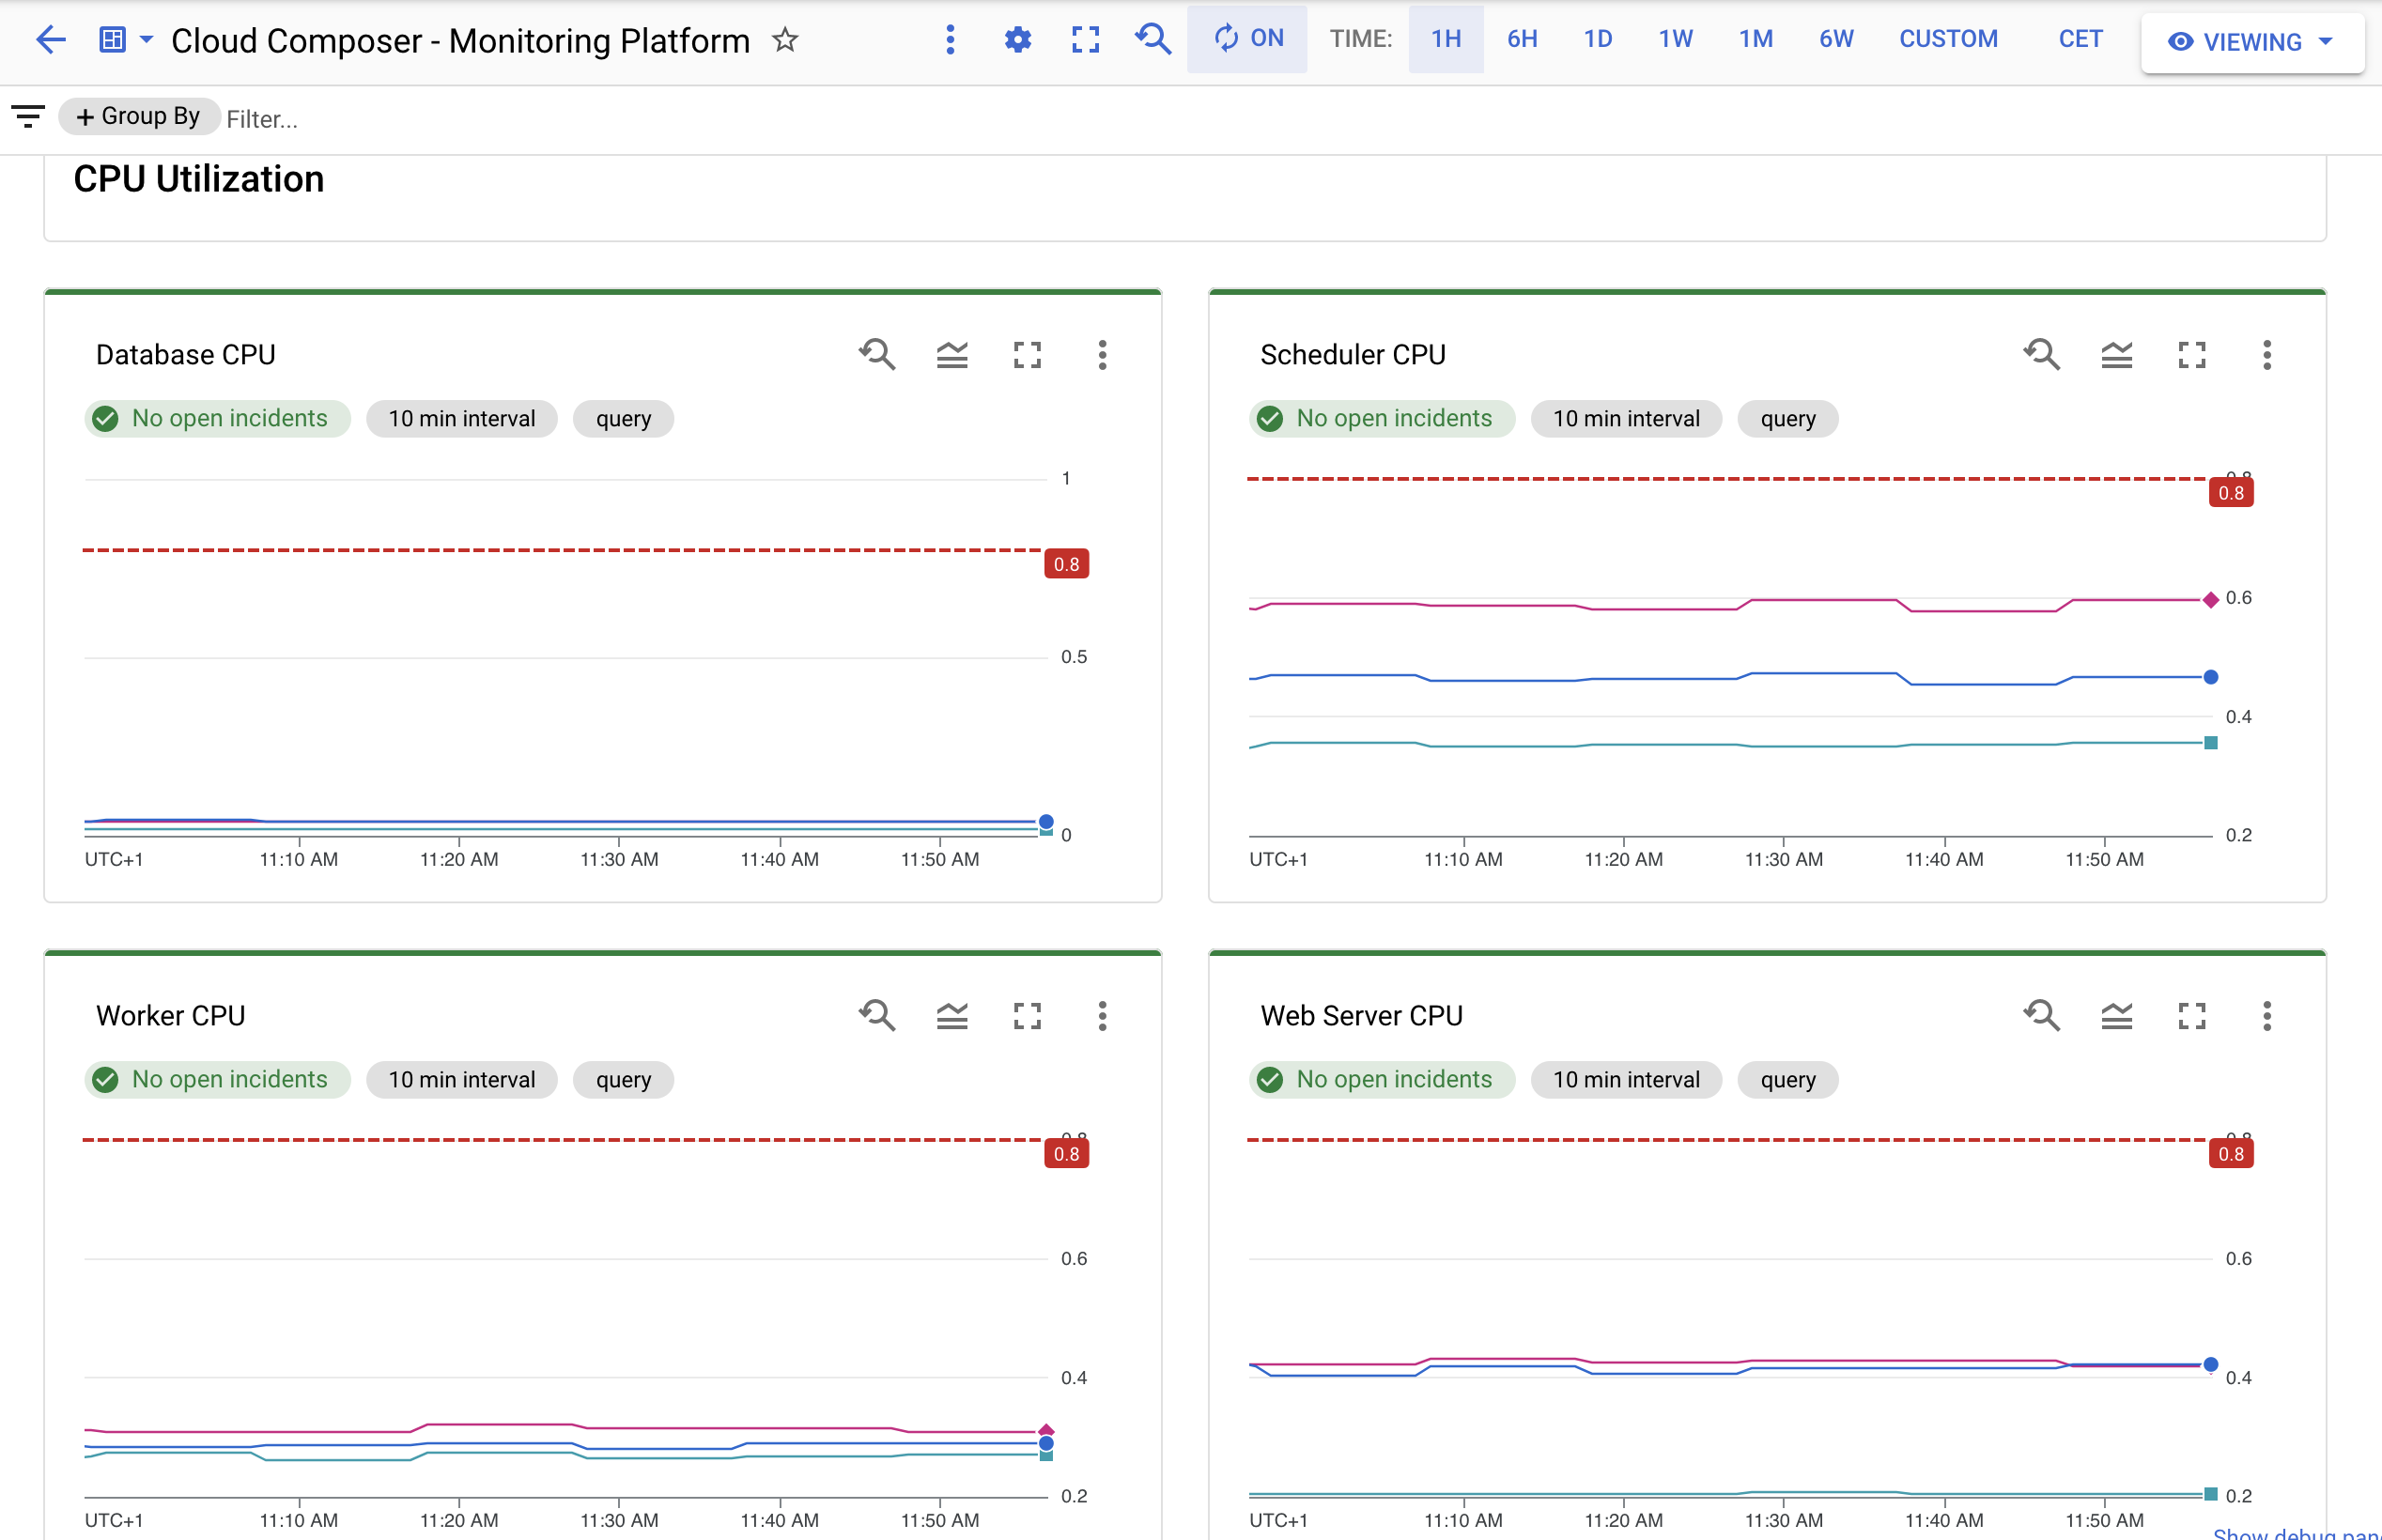 Cloud Composer - Monitoring Platform ON TIME: 1H 6H 1D 1W 1M 6W CUSTOM CET VIEWING
+ Group By Filter...
CPU Utilization
Database CPU
No open incidents 10 min interval query
1
0.8
0.5
0
UTC+1 11:10 AM 11:20 AM 11:30 AM 11:40 AM 11:50 AM
Scheduler CPU
No open incidents 10 min interval query
0.8
0.8
0.6
0.4
0.2
UTC+1 11:10 AM 11:20 AM 11:30 AM 11:40 AM 11:50 AM
Worker CPU
No open incidents 10 min interval query
0.8
0.8
0.6
0.4
0.2
UTC+1 11:10 AM 11:20 AM 11:30 AM 11:40 AM 11:50 AM
Web Server CPU
No open incidents 10 min interval query
0.8
0.8
0.6
0.4
0.2
UTC+1 11:10 AM 11:20 AM 11:30 AM 11:40 AM 11:50 AM
Show debug